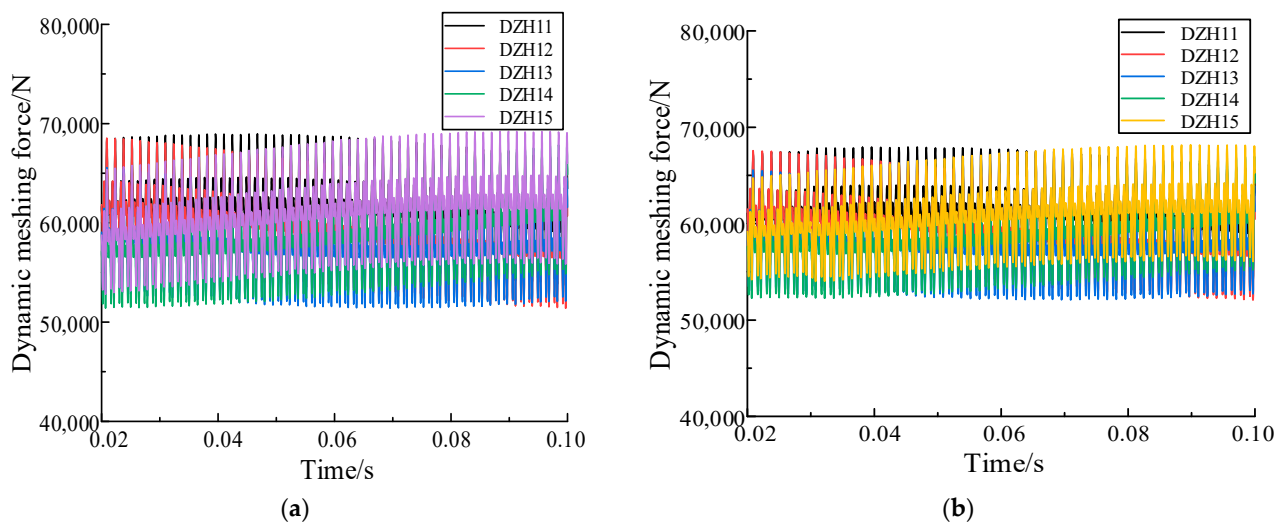 80,000
70,000
60,000
50,000
40,000
Dynamic meshing force/N
DZH11
DZH12
DZH13
DZH14
DZH15
0.02 0.04 0.06 0.08 0.10
Time/s
(a)
80,000
70,000
60,000
50,000
40,000
Dynamic meshing force/N
DZH11
DZH12
DZH13
DZH14
DZH15
0.02 0.04 0.06 0.08 0.10
Time/s
(b)